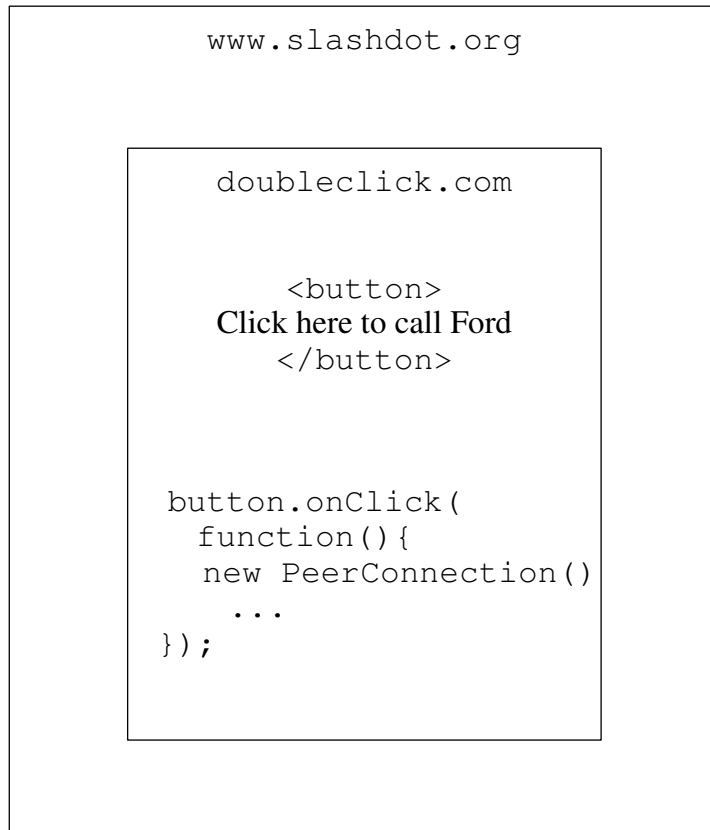 www.slashdot.org
doubleclick.com
<button>
Click here to call Ford
</button>
button.onClick(
function(){
new PeerConnection()
...
});